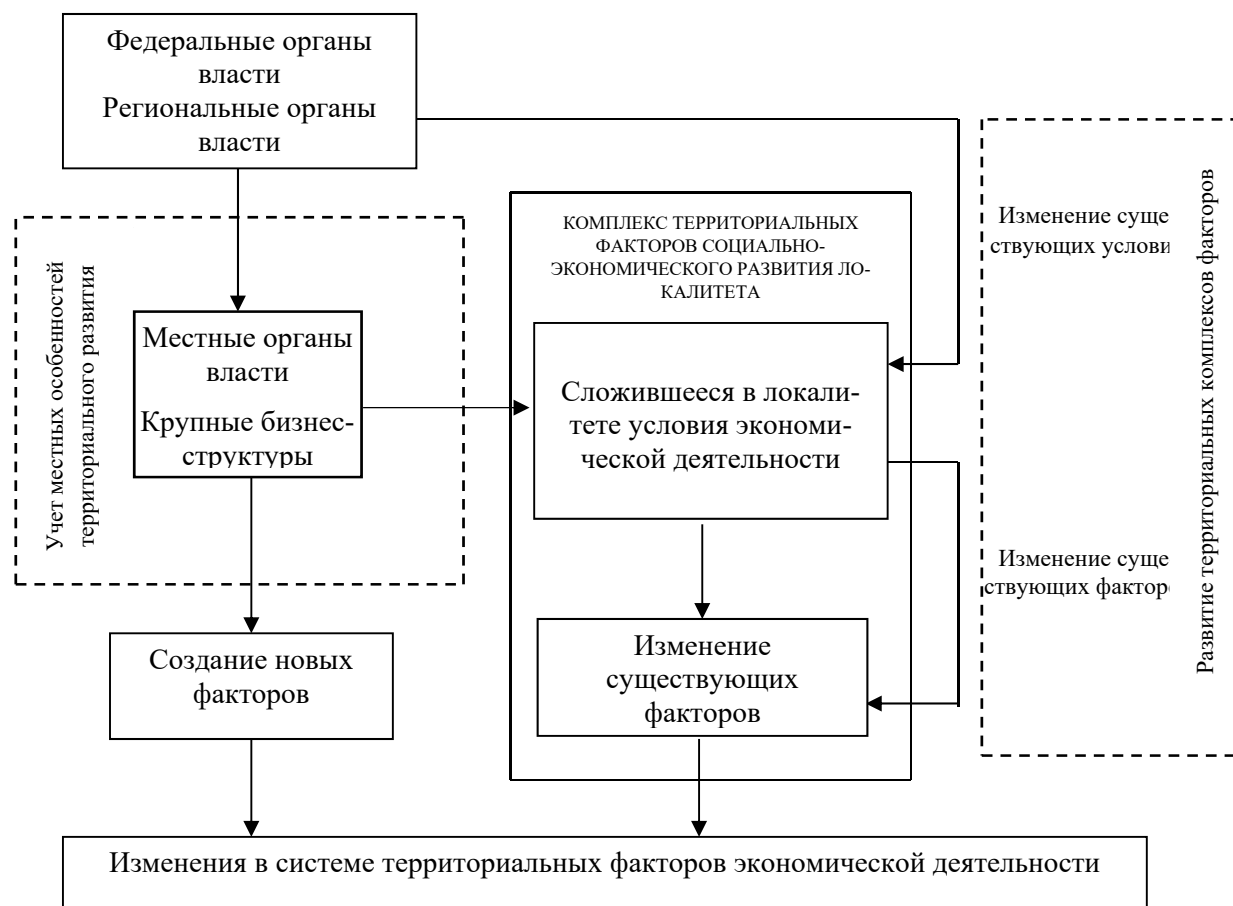 Федеральные органы
власти
Региональные органы
власти
Учет местных особенностей
территориального развития
Местные органы
власти
Крупные бизнес-
структуры
КОМПЛЕКС ТЕРРИТОРИАЛЬНЫХ
ФАКТОРОВ СОЦИАЛЬНО-
ЭКОНОМИЧЕСКОГО РАЗВИТИЯ ЛО-
КАЛИТЕТА
Сложившееся в локали-
тете условия экономи-
ческой деятельности
Изменение суще
ствующих услови
Изменение суще
ствующих факторо
Развитие территориальных комплексов факторов
Создание новых
факторов
Изменение
существующих
факторов
Изменения в системе территориальных факторов экономической деятельности